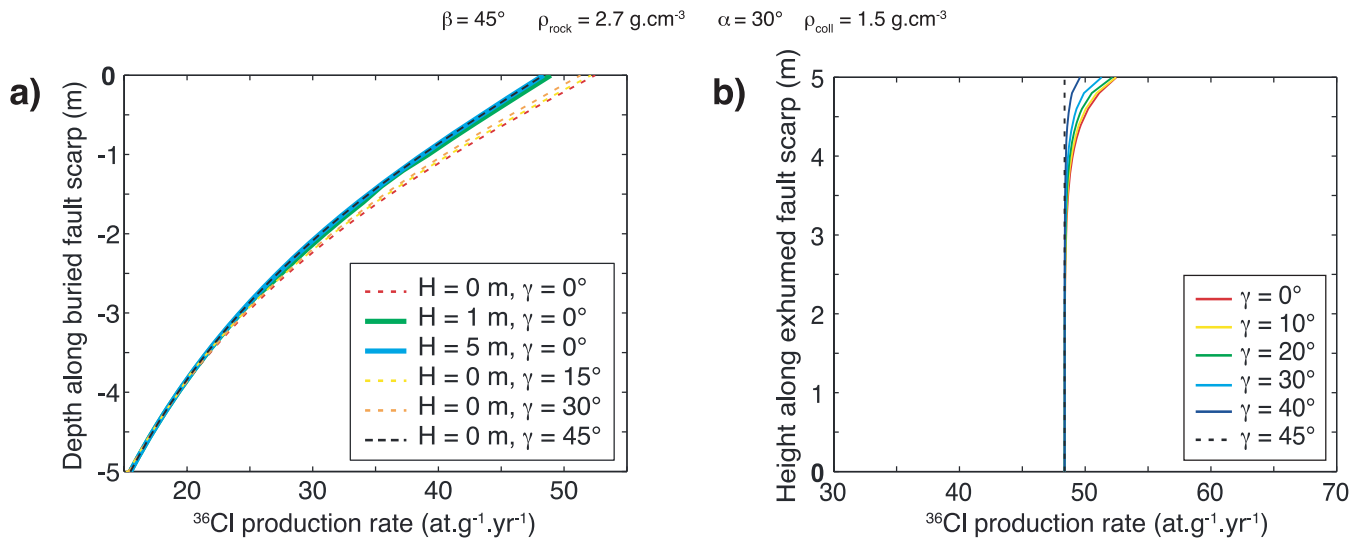 β = 45° ρrock = 2.7 g.cm-3 α = 30° ρcoll = 1.5 g.cm-3
a)
Depth along buried fault scarp (m)
0
-1
-2
-3
-4
-5
20 30 40 50
³⁶Cl production rate (at.g⁻¹.yr⁻¹)
H = 0 m, γ = 0°
H = 1 m, γ = 0°
H = 5 m, γ = 0°
H = 0 m, γ = 15°
H = 0 m, γ = 30°
H = 0 m, γ = 45°
b)
Height along exhumed fault scarp (m)
5
4
3
2
1
0
30 40 50 60 70
³⁶Cl production rate (at.g⁻¹.yr⁻¹)
γ = 0°
γ = 10°
γ = 20°
γ = 30°
γ = 40°
γ = 45°